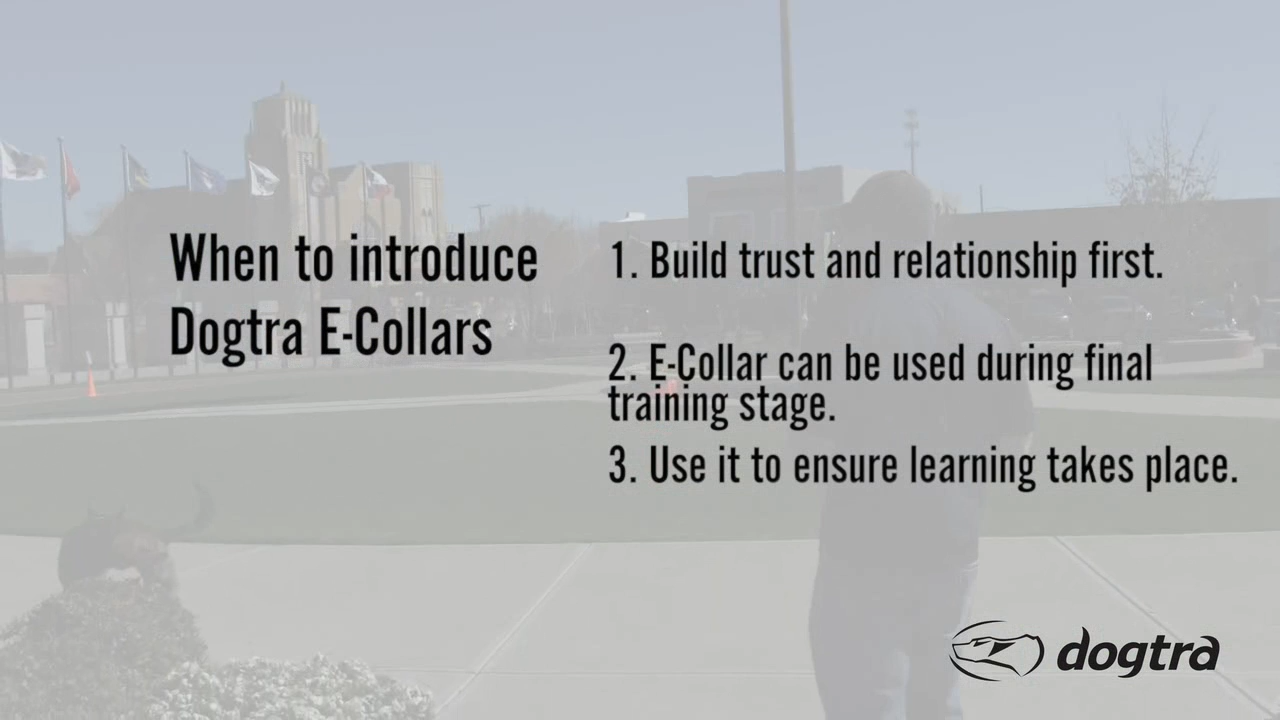 When to introduce
Dogtra E-Collars
1. Build trust and relationship first.
2. E-Collar can be used during final
training stage.
3. Use it to ensure learning takes place.
dogtra